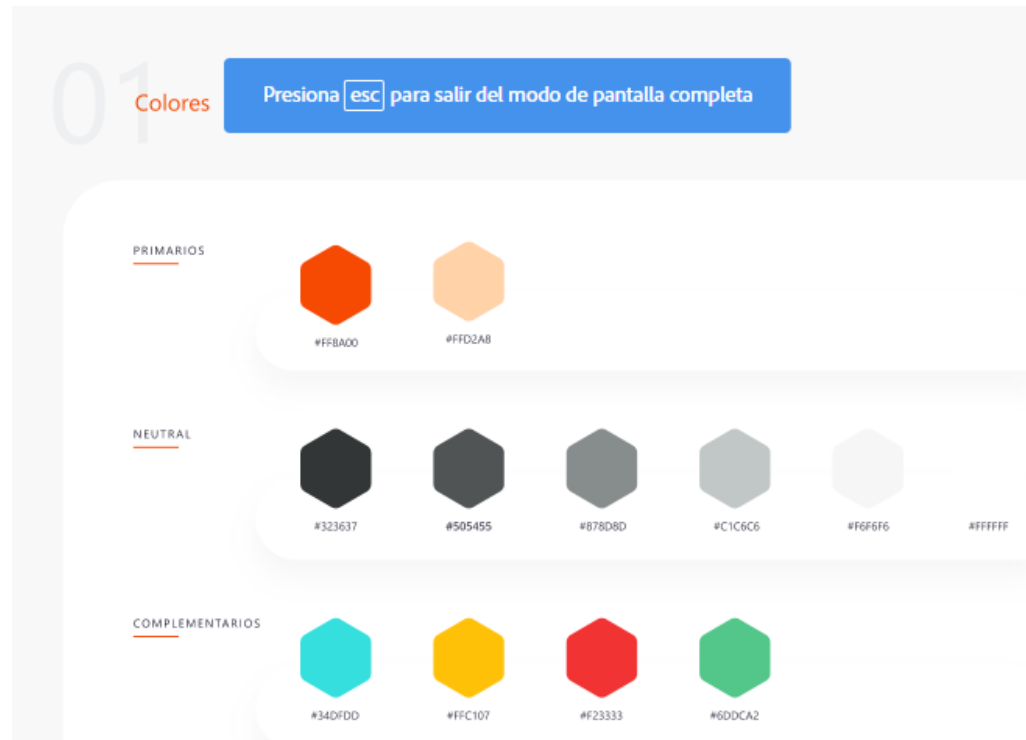 01
Colores
Presiona esc para salir del modo de pantalla completa
PRIMARIOS
#FF8A00 #FFD2A8
NEUTRAL
#323637 #505455 #878D8D #C1C6C6 #F6F6F6 #FFFFFF
COMPLEMENTARIOS
#34DFDD #FFC107 #F23333 #6DDCA2